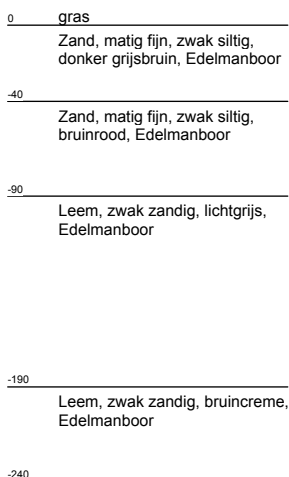 0 gras
Zand, matig fijn, zwak siltig,
donker grijsbruin, Edelmanboor
-40
Zand, matig fijn, zwak siltig,
bruinrood, Edelmanboor
-90
Leem, zwak zandig, lichtgrijs,
Edelmanboor
-190
Leem, zwak zandig, bruincreme,
Edelmanboor
-240